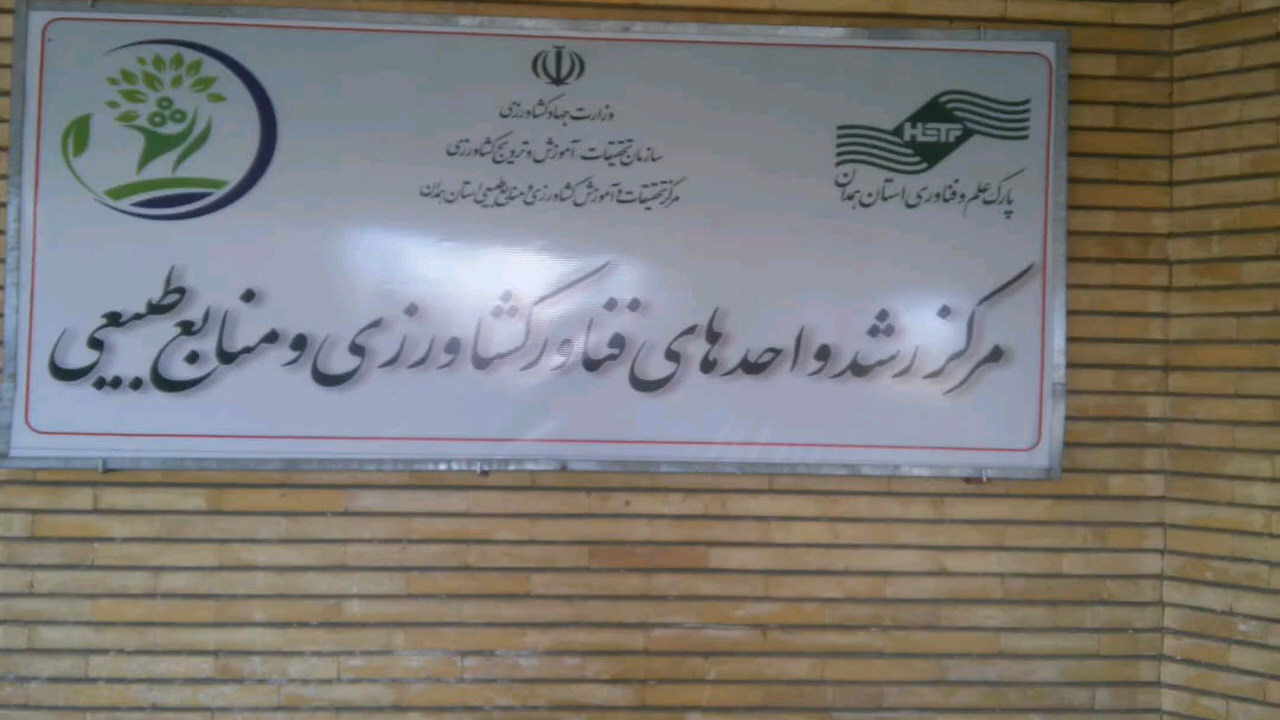 وزارت جهاد کشاورزی
سازمان تحقیقات، آموزش و ترویج کشاورزی
مرکز تحقیقات و آموزش کشاورزی و منابع طبیعی استان همدان
HSTP
پارک علم و فناوری استان همدان
مرکز رشد واحدهای فناور کشاورزی و منابع طبیعی